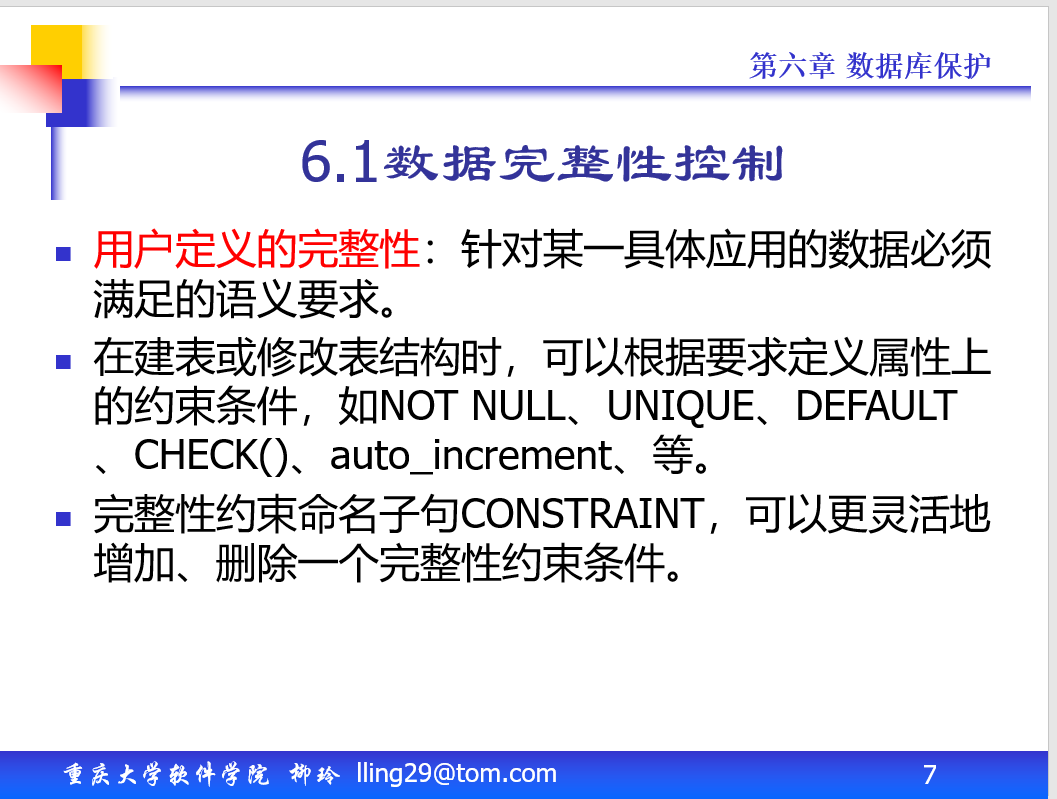 第六章 数据库保护
6.1数据完整性控制
用户定义的完整性：针对某一具体应用的数据必须
满足的语义要求。
在建表或修改表结构时，可以根据要求定义属性上
的约束条件，如NOT NULL、UNIQUE、DEFAULT
、CHECK()、auto_increment、等。
完整性约束命名子句CONSTRAINT，可以更灵活地
增加、删除一个完整性约束条件。
重庆大学软件学院 柳玲 lling29@tom.com
7